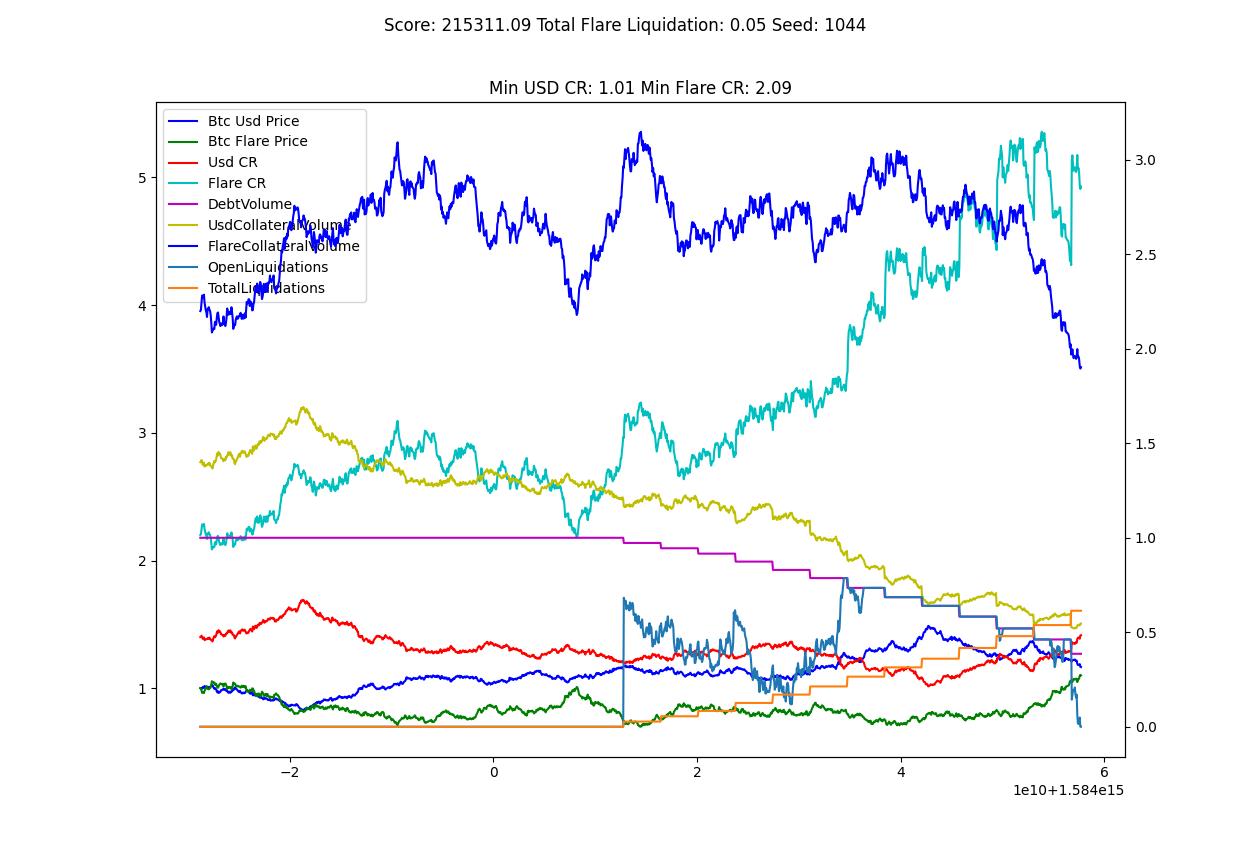 Score: 215311.09 Total Flare Liquidation: 0.05 Seed: 1044
Min USD CR: 1.01 Min Flare CR: 2.09
Btc Usd Price
Btc Flare Price
Usd CR
Flare CR
DebtVolume
UsdCollateralVolume
FlareCollateralVolume
OpenLiquidations
TotalLiquidations
5
4
3
2
1
3.0
2.5
2.0
1.5
1.0
0.5
0.0
−2
0
2
4
6
1e10+1.584e15